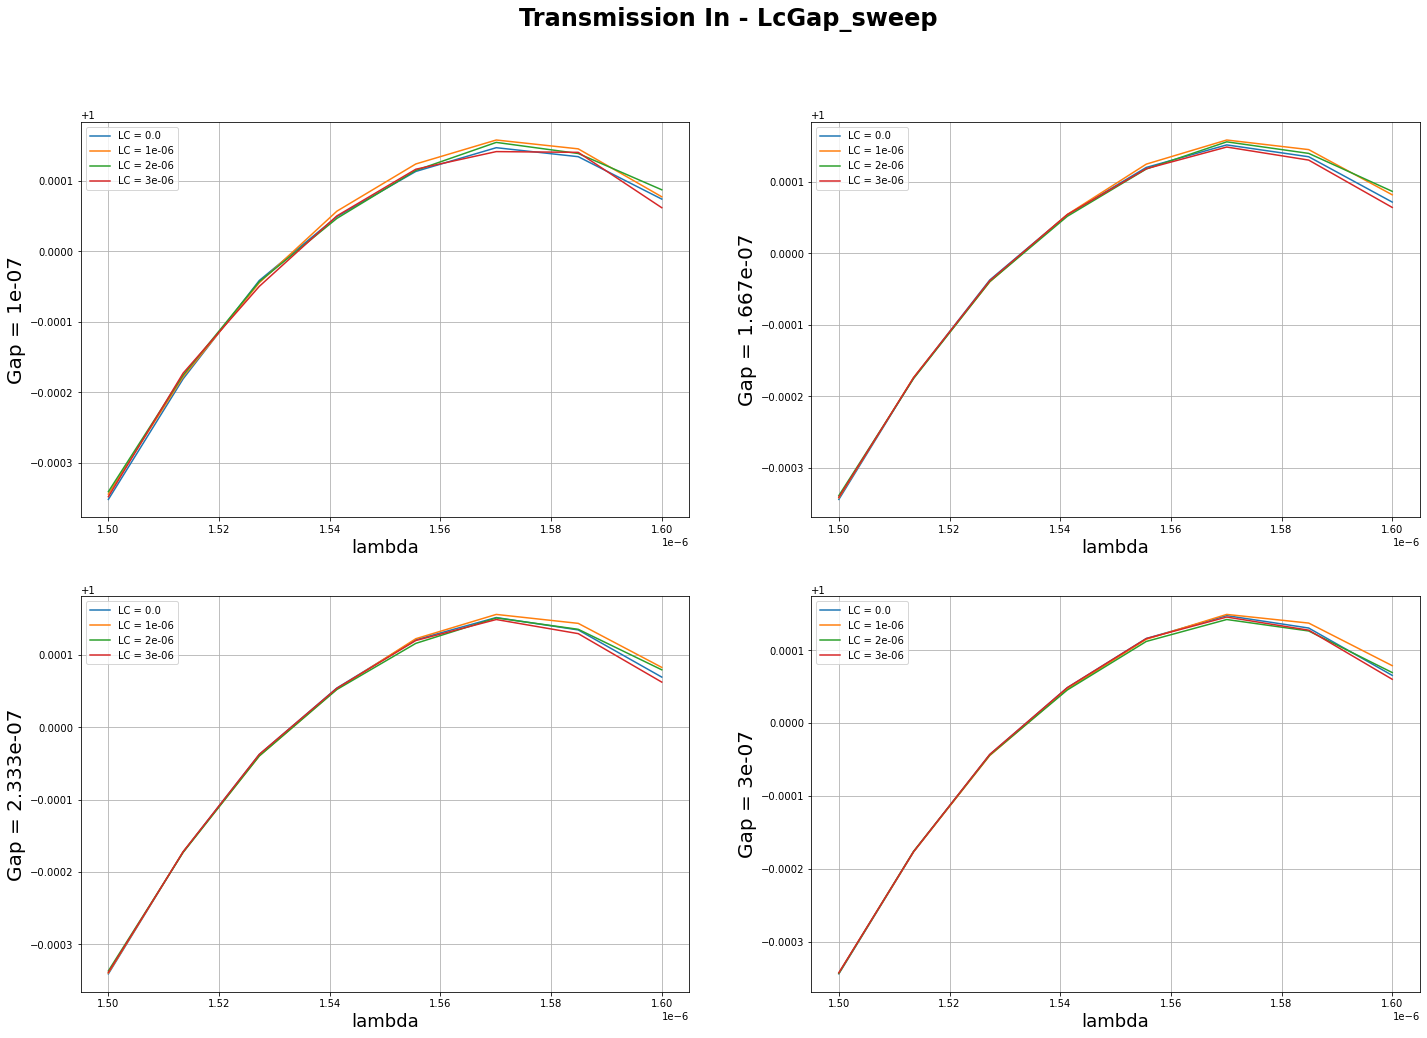 Transmission In - LcGap_sweep
+1
LC = 0.0
LC = 1e-06
LC = 2e-06
LC = 3e-06
0.0001
0.0000
−0.0001
−0.0002
−0.0003
Gap = 1e-07
1.50 1.52 1.54 1.56 1.58 1.60
1e−6
lambda
+1
LC = 0.0
LC = 1e-06
LC = 2e-06
LC = 3e-06
0.0001
0.0000
−0.0001
−0.0002
−0.0003
Gap = 1.667e-07
1.50 1.52 1.54 1.56 1.58 1.60
1e−6
lambda
+1
LC = 0.0
LC = 1e-06
LC = 2e-06
LC = 3e-06
0.0001
0.0000
−0.0001
−0.0002
−0.0003
Gap = 2.333e-07
1.50 1.52 1.54 1.56 1.58 1.60
1e−6
lambda
+1
LC = 0.0
LC = 1e-06
LC = 2e-06
LC = 3e-06
0.0001
0.0000
−0.0001
−0.0002
−0.0003
Gap = 3e-07
1.50 1.52 1.54 1.56 1.58 1.60
1e−6
lambda